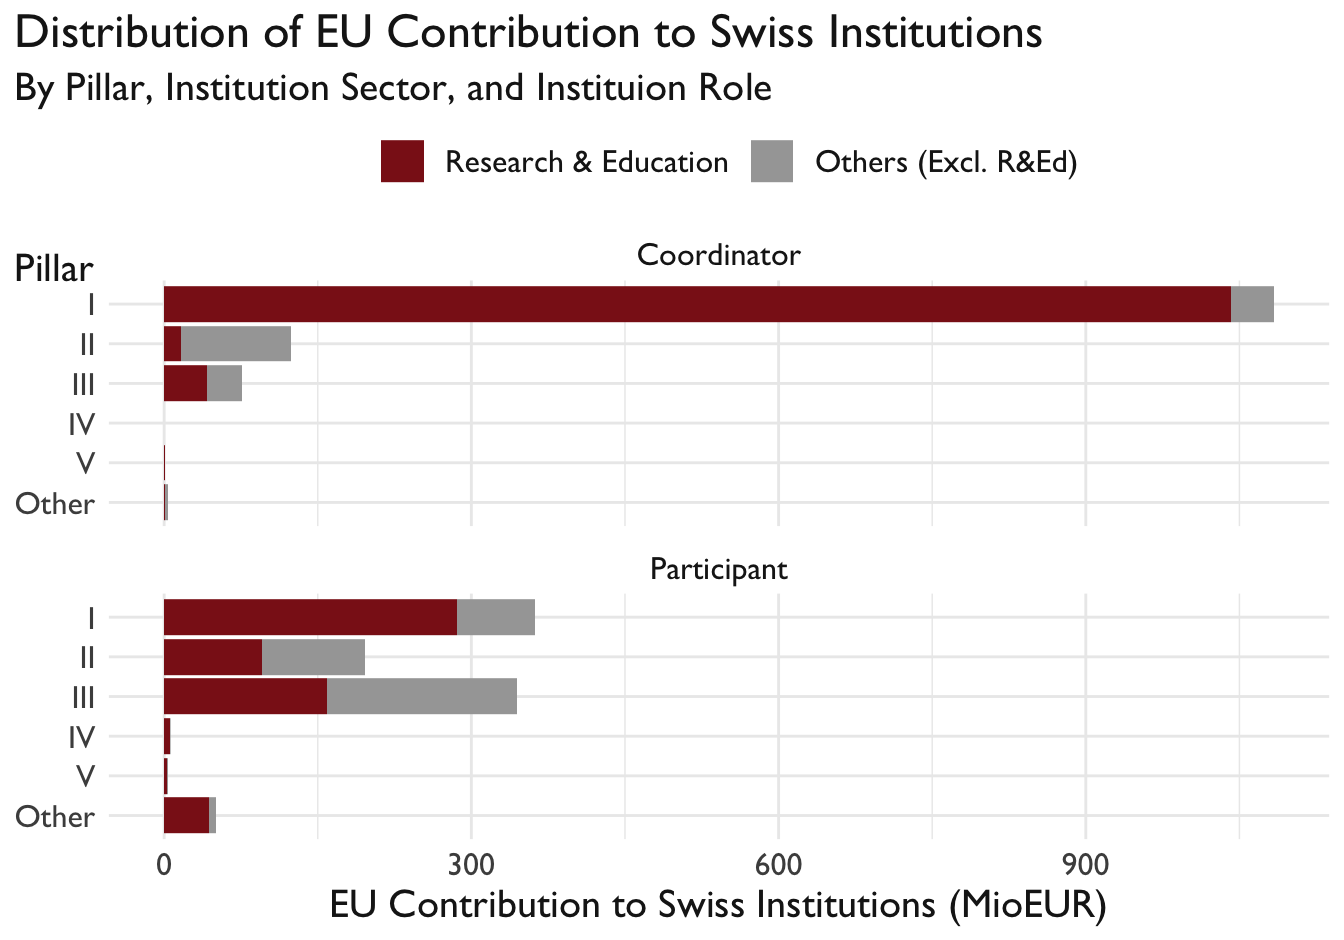 Distribution of EU Contribution to Swiss Institutions
By Pillar, Institution Sector, and Instituion Role
Research & Education Others (Excl. R&Ed)
Pillar
Coordinator
I
II
III
IV
V
Other
Participant
I
II
III
IV
V
Other
0 300 600 900
EU Contribution to Swiss Institutions (MioEUR)